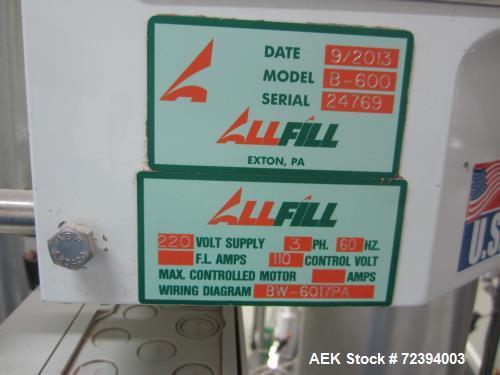 DATE 9/2013
MODEL B-600
SERIAL 24769
ALLFILL
EXTON, PA
ALLFILL
220 VOLT SUPPLY 3 PH. 60 HZ.
F.L. AMPS 110 CONTROL VOLT
MAX. CONTROLLED MOTOR AMPS
WIRING DIAGRAM BW-6017PA
U.S.
AEK Stock #72394003